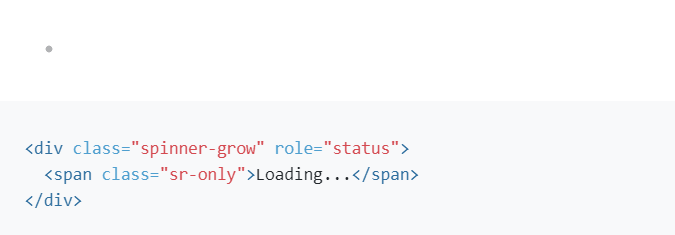 <div class="spinner-grow" role="status">
  <span class="sr-only">Loading...</span>
</div>